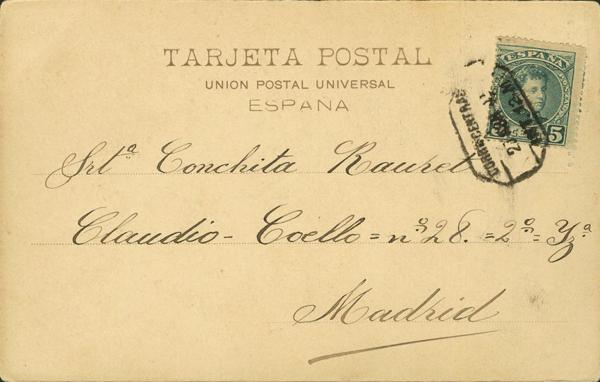 TARJETA POSTAL
UNION POSTAL UNIVERSAL
ESPAÑA
ESPAÑA
5
Srtª Conchita Rauret
Claudio-Coello = nº 28. = 2º = Izª
Madrid